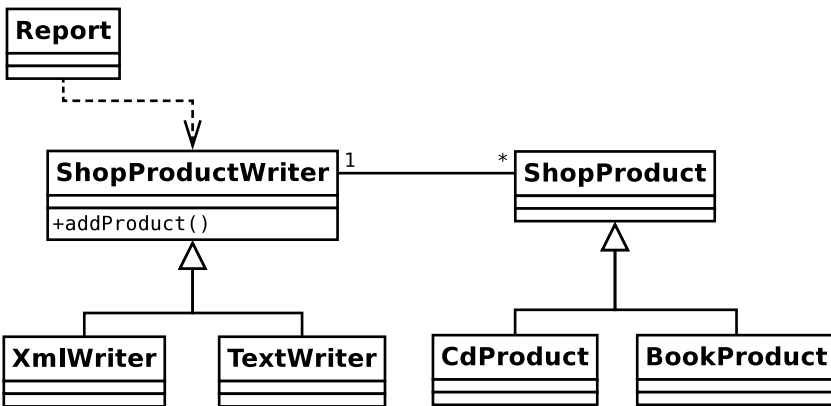 Report
ShopProductWriter
1
*
ShopProduct
+addProduct()
XmlWriter
TextWriter
CdProduct
BookProduct